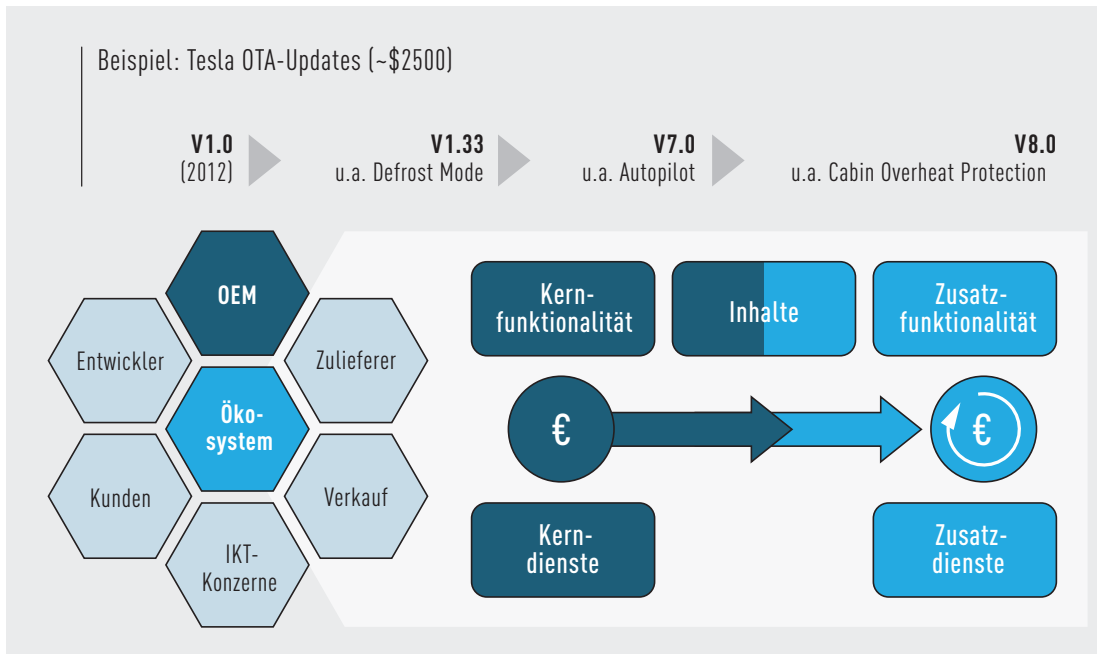 Beispiel: Tesla OTA-Updates (~$2500)
V1.0
(2012)
V1.33
u.a. Defrost Mode
V7.0
u.a. Autopilot
V8.0
u.a. Cabin Overheat Protection
OEM
Entwickler
Zulieferer
Öko-
system
Kunden
Verkauf
IKT-
Konzerne
Kern-
funktionalität
Inhalte
Zusatz-
funktionalität
€
€
Kern-
dienste
Zusatz-
dienste